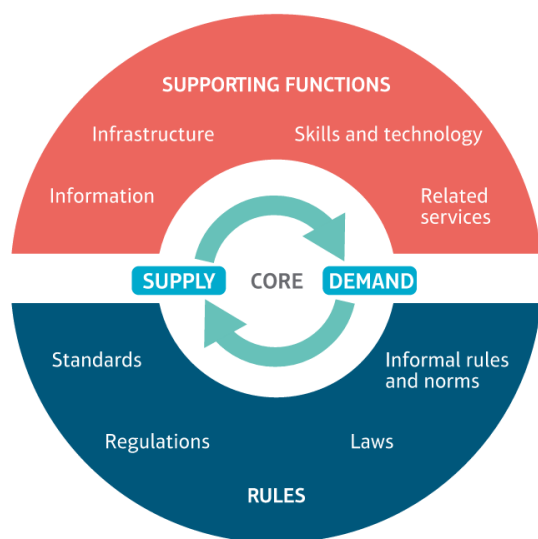 SUPPORTING FUNCTIONS
Infrastructure
Skills and technology
Information
Related
services
SUPPLY
CORE
DEMAND
Standards
Informal rules
and norms
Regulations
Laws
RULES